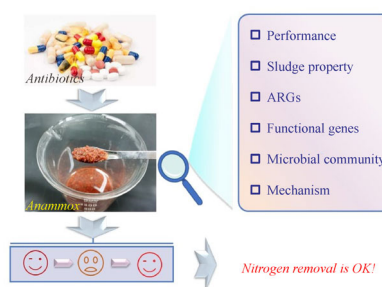 Antibiotics
Anammox
Performance
Sludge property
ARGs
Functional genes
Microbial community
Mechanism
Nitrogen removal is OK!